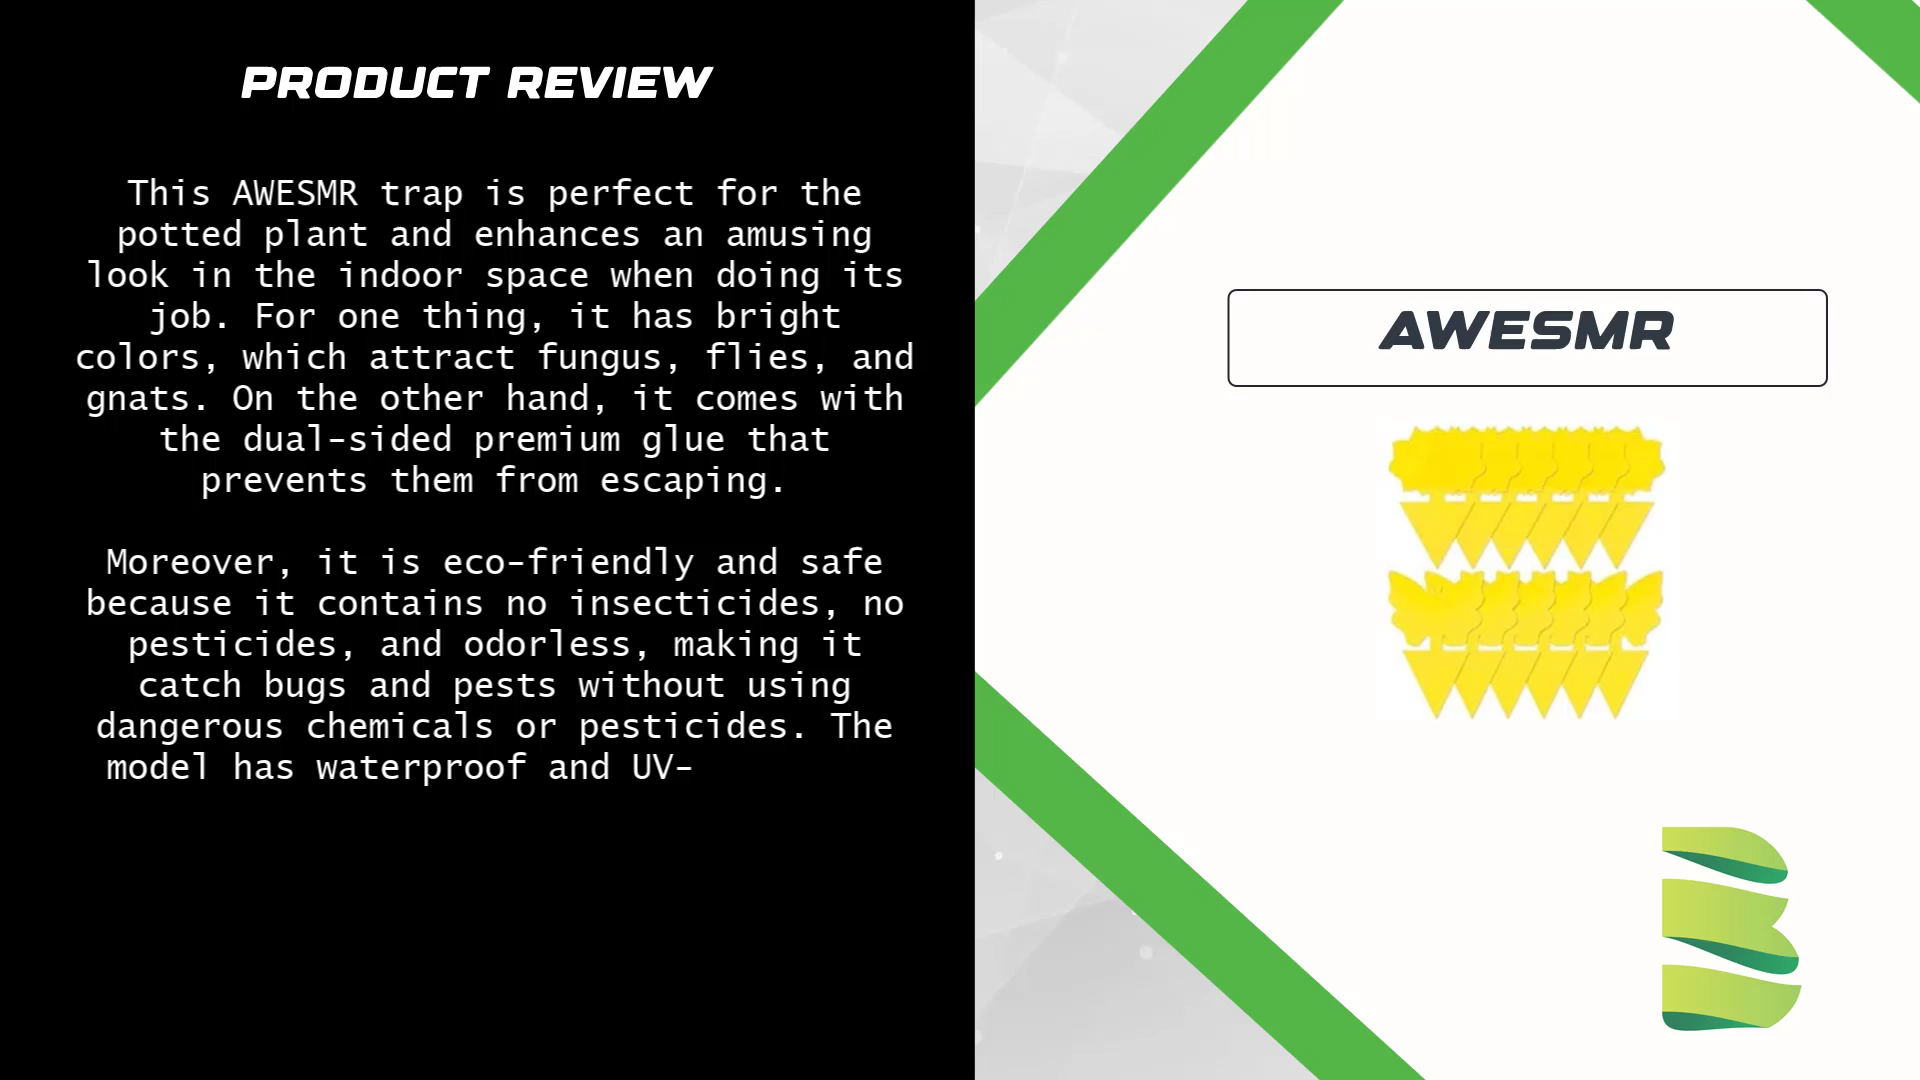 PRODUCT REVIEW
This AWESMR trap is perfect for the
potted plant and enhances an amusing
look in the indoor space when doing its
job. For one thing, it has bright
colors, which attract fungus, flies, and
gnats. On the other hand, it comes with
the dual-sided premium glue that
prevents them from escaping.
Moreover, it is eco-friendly and safe
because it contains no insecticides, no
pesticides, and odorless, making it
catch bugs and pests without using
dangerous chemicals or pesticides. The
model has waterproof and UV-
AWESMR